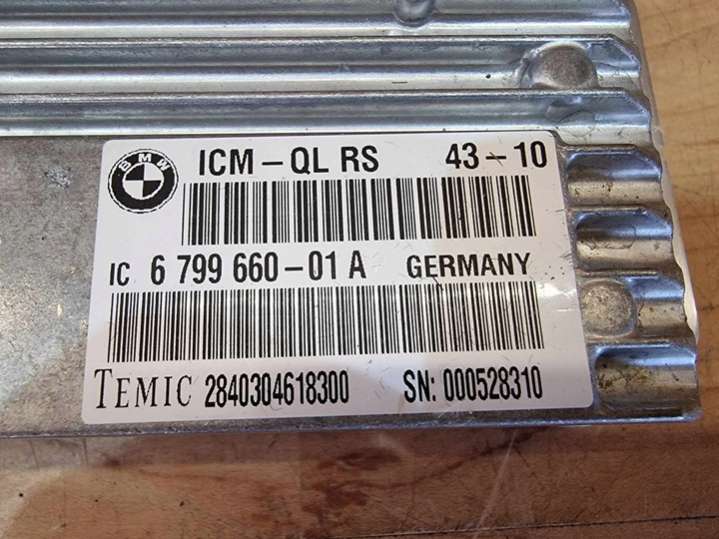 BMW
ICM-QL RS 43-10
IC 6 799 660-01 A GERMANY
TEMIC 2840304618300 SN: 000528310